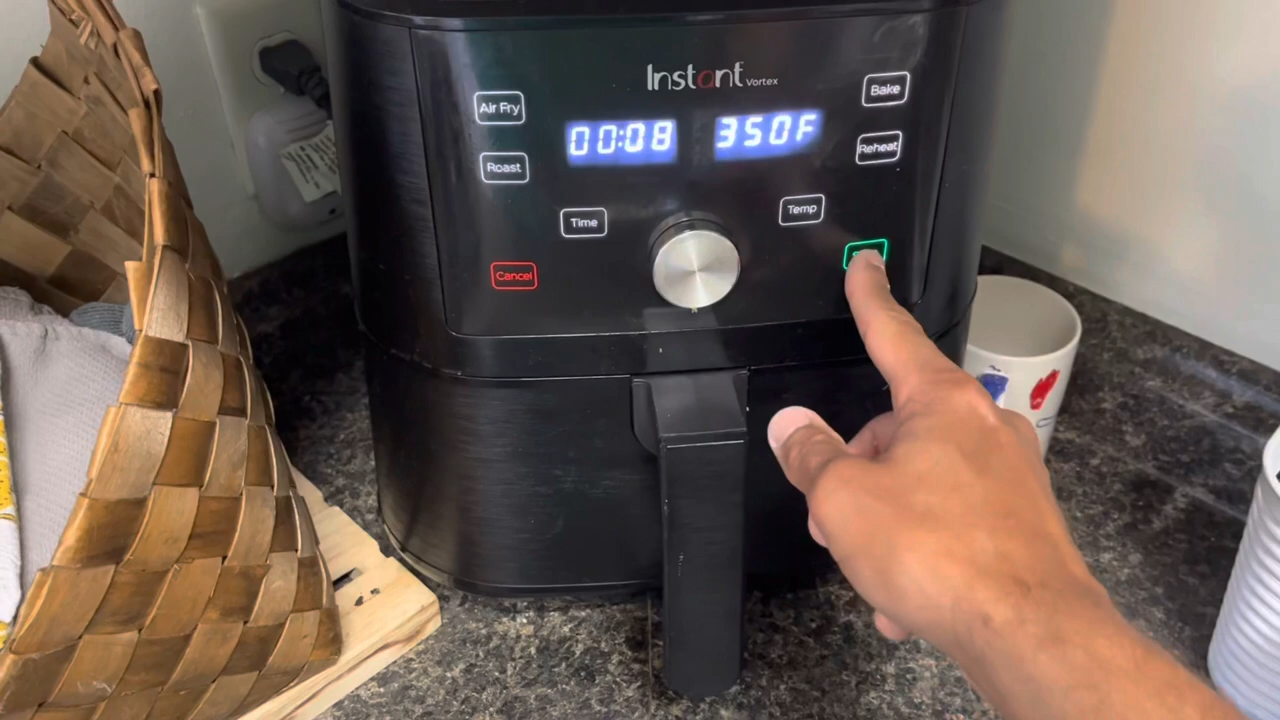 Instant Vortex
Air Fry
Bake
00:08
350F
Roast
Reheat
Time
Temp
Cancel